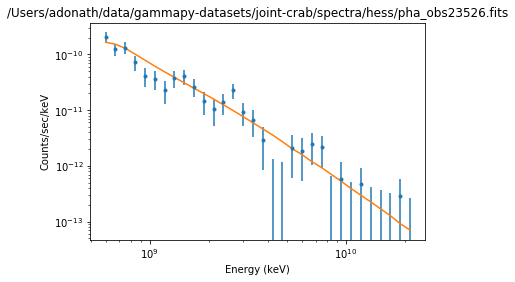 /Users/adonath/data/gammapy-datasets/joint-crab/spectra/hess/pha_obs23526.fits
Counts/sec/keV
10⁻¹⁰
10⁻¹¹
10⁻¹²
10⁻¹³
10⁹ 10¹⁰
Energy (keV)